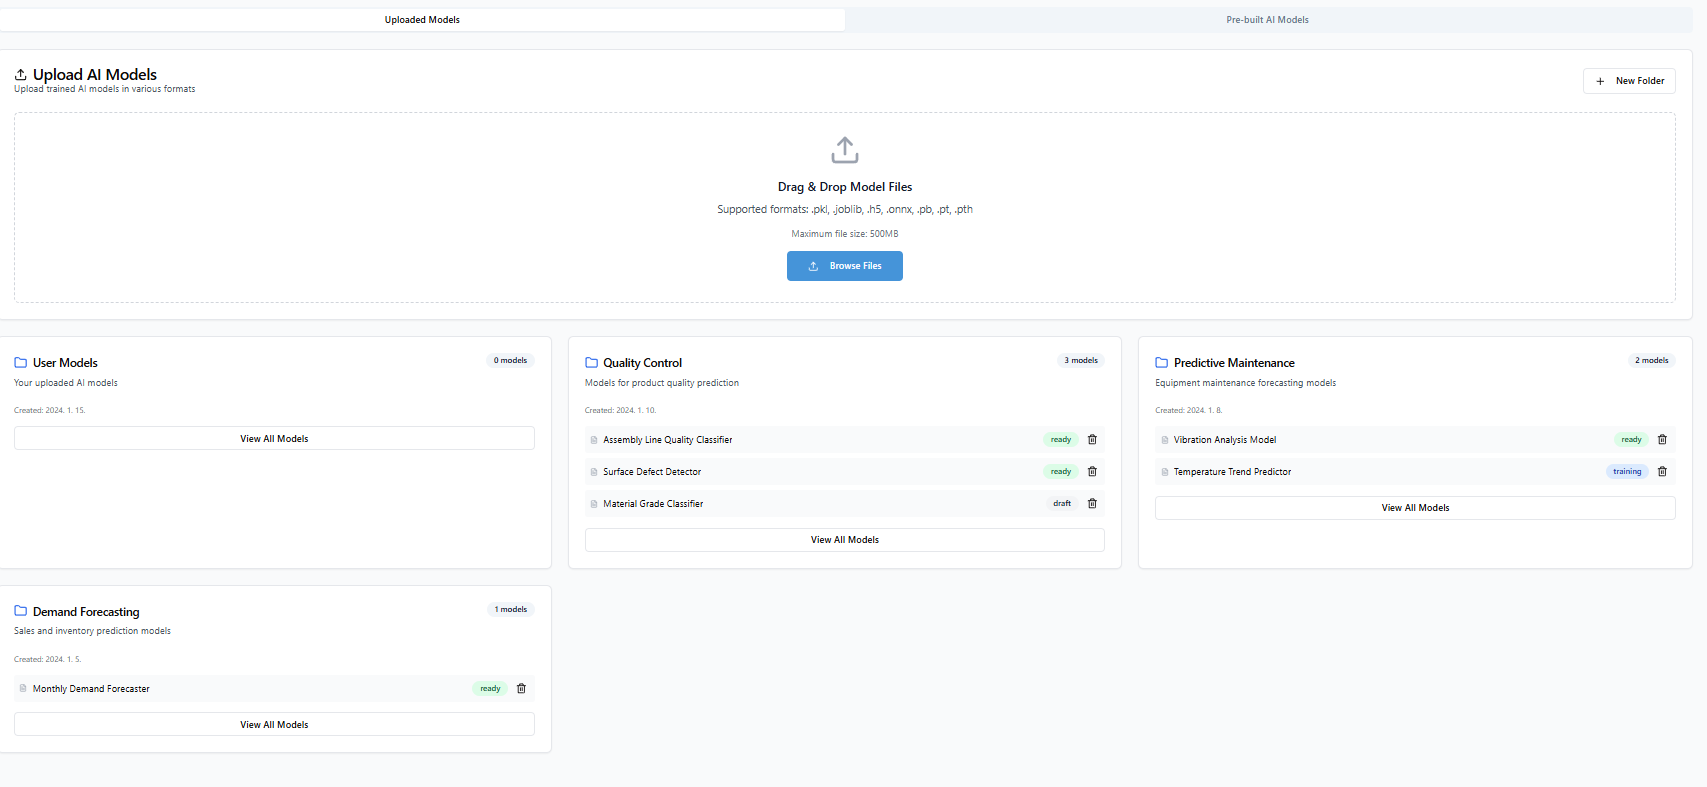 Uploaded Models
Pre-built AI Models
Upload AI Models
Upload trained AI models in various formats
New Folder
Drag & Drop Model Files
Supported formats: .pkl, .joblib, .h5, .onnx, .pb, .pt, .pth
Maximum file size: 500MB
Browse Files
User Models
0 models
Your uploaded AI models
Created: 2024. 1. 15.
View All Models
Quality Control
3 models
Models for product quality prediction
Created: 2024. 1. 10.
Assembly Line Quality Classifier
ready
Surface Defect Detector
ready
Material Grade Classifier
draft
View All Models
Predictive Maintenance
2 models
Equipment maintenance forecasting models
Created: 2024. 1. 8.
Vibration Analysis Model
ready
Temperature Trend Predictor
training
View All Models
Demand Forecasting
1 models
Sales and inventory prediction models
Created: 2024. 1. 5.
Monthly Demand Forecaster
ready
View All Models